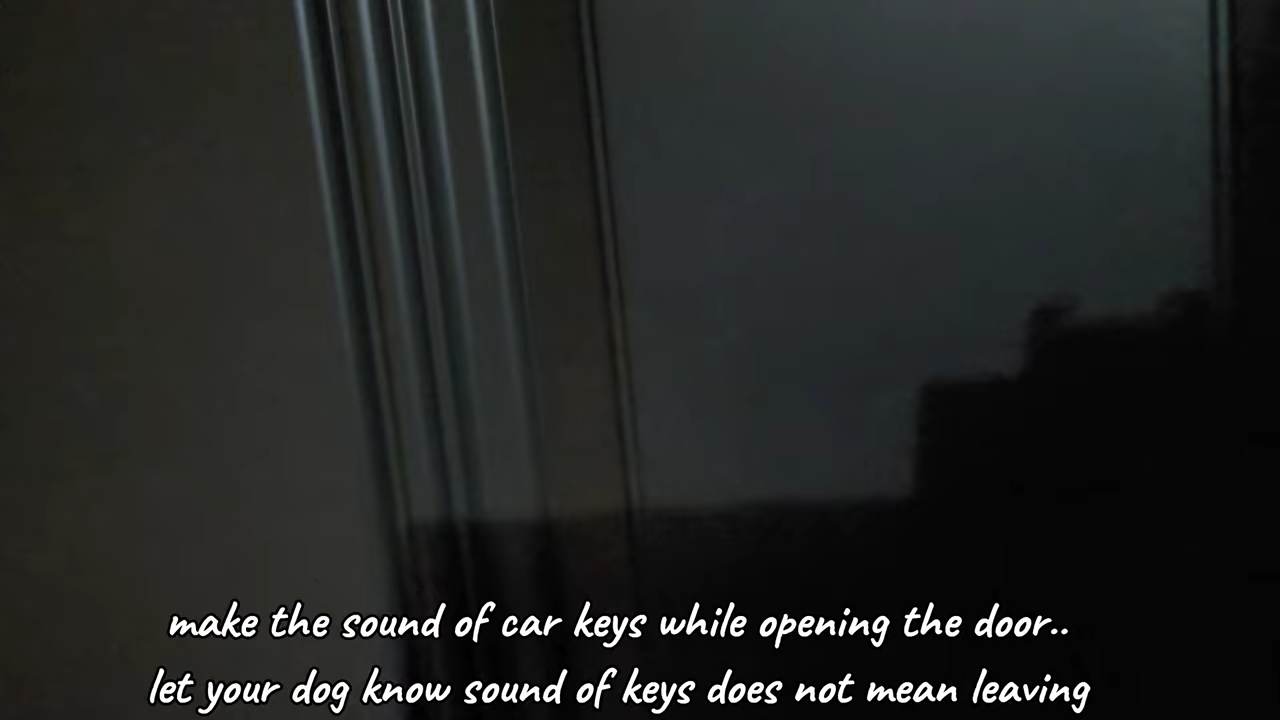 make the sound of car keys while opening the door..
let your dog know sound of keys does not mean leaving